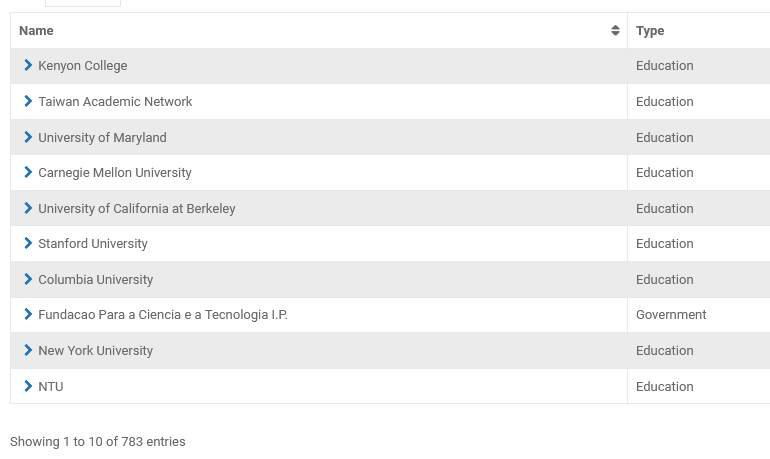 Name Type
Kenyon College Education
Taiwan Academic Network Education
University of Maryland Education
Carnegie Mellon University Education
University of California at Berkeley Education
Stanford University Education
Columbia University Education
Fundacao Para a Ciencia e a Tecnologia I.P. Government
New York University Education
NTU Education
Showing 1 to 10 of 783 entries